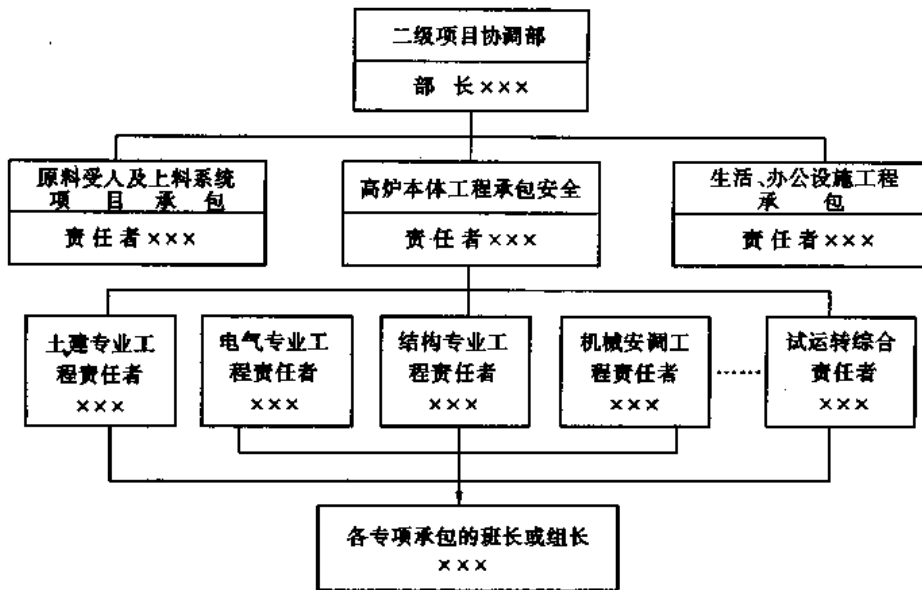 二级项目协调部
部 长×××
原料受人及上料系统
项 目 承 包
责任者×××
高炉本体工程承包安全
责任者×××
生活、办公设施工程
承 包
责任者×××
土建专业工
程责任者
×××
电气专业工
程责任者
×××
结构专业工
程责任者
×××
机械安调工
程责任者
×××
试运转综合
责任者
×××
各专项承包的班长或组长
×××